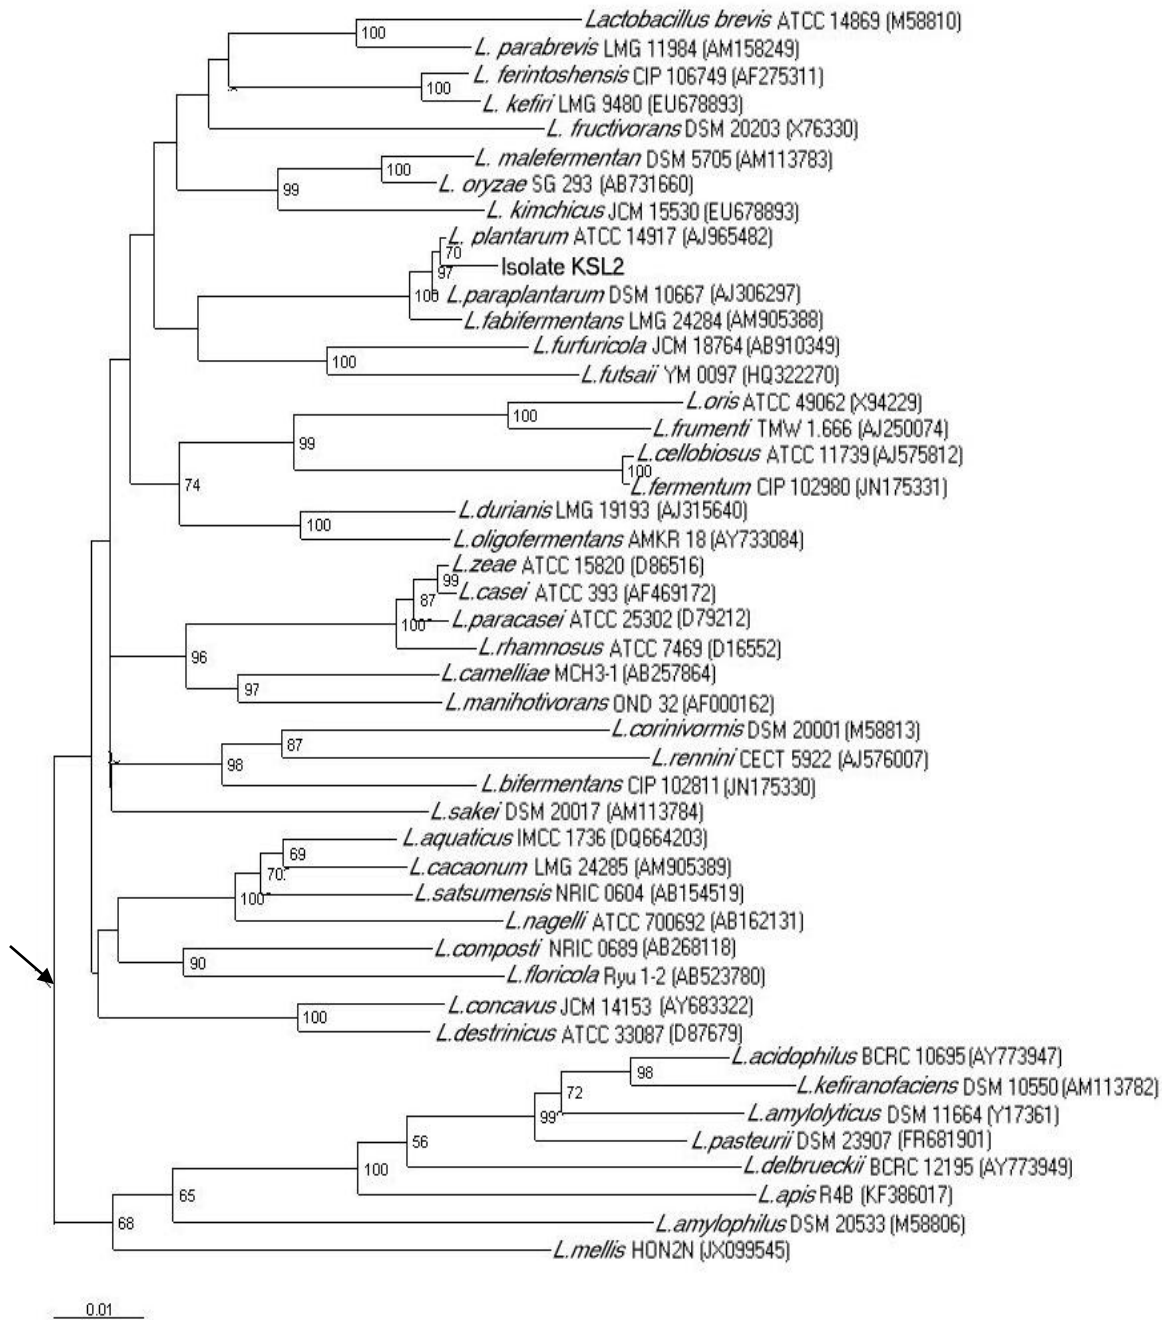 Lactobacillus brevis ATCC 14869 (M58810)
100
L. parabrevis LMG 11984 (AM158249)
L. ferintoshensis CIP 106749 (AF275311)
100
L. kefiri LMG 9480 (EU678893)
L. fructivorans DSM 20203 (X76330)
L. malefermentan DSM 5705 (AM113783)
100
L. oryzae SG 293 (AB731660)
99
L. kimchicus JCM 15530 (EU678893)
L. plantarum ATCC 14917 (AJ965482)
70
Isolate KSL2
97
100
L.paraplantarum DSM 10667 (AJ306297)
L.fabifermentans LMG 24284 (AM905388)
L.furfuricola JCM 18764 (AB910349)
100
L.futsaii YM 0097 (HQ322270)
L.oris ATCC 49062 (X94229)
100
L.frumenti TMW 1.666 (AJ250074)
99
L.cellobiosus ATCC 11739 (AJ575812)
100
L.fermentum CIP 102980 (JN175331)
74
L.durianis LMG 19193 (AJ315640)
100
L.oligofermentans AMKR 18 (AY733084)
L.zeae ATCC 15820 (D86516)
99
L.casei ATCC 393 (AF469172)
87
L.paracasei ATCC 25302 (D79212)
100
L.rhamnosus ATCC 7469 (D16552)
96
L.camelliae MCH3-1 (AB257864)
97
L.manihotivorans OND 32 (AF000162)
L.corinivormis DSM 20001 (M58813)
87
L.rennini CECT 5922 (AJ576007)
98
L.bifermentans CIP 102811 (JN175330)
L.sakei DSM 20017 (AM113784)
L.aquaticus IMCC 1736 (DQ664203)
69
L.cacaonum LMG 24285 (AM905389)
70
L.satsumensis NRIC 0604 (AB154519)
100
L.nagelli ATCC 700692 (AB162131)
L.composti NRIC 0689 (AB268118)
90
L.floricola Ryu 1-2 (AB523780)
L.concavus JCM 14153 (AY683322)
100
L.destrinicus ATCC 33087 (D87679)
L.acidophilus BCRC 10695 (AY773947)
98
L.kefiranofaciens DSM 10550 (AM113782)
72
L.amylolyticus DSM 11664 (Y17361)
99
L.pasteurii DSM 23907 (FR681901)
56
L.delbrueckii BCRC 12195 (AY773949)
100
L.apis R4B (KF386017)
65
L.amylophilus DSM 20533 (M58806)
68
L.mellis HON2N (JX099545)
0.01